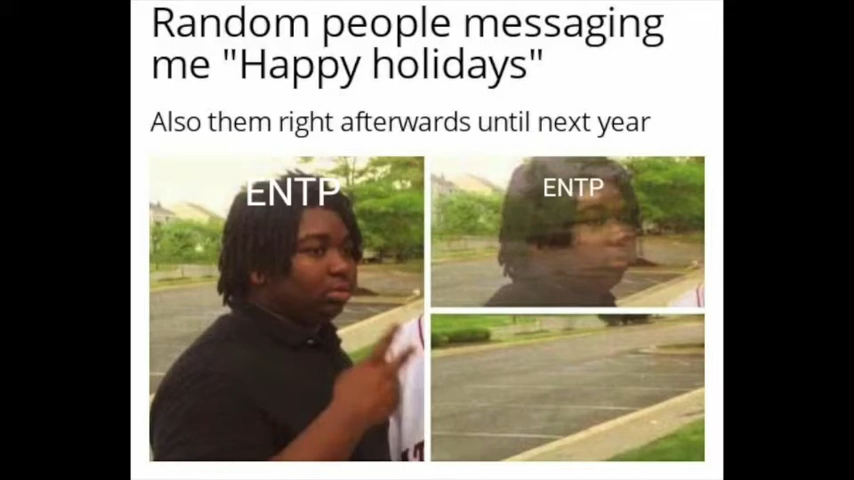 Random people messaging
me "Happy holidays"
Also them right afterwards until next year
ENTP
ENTP